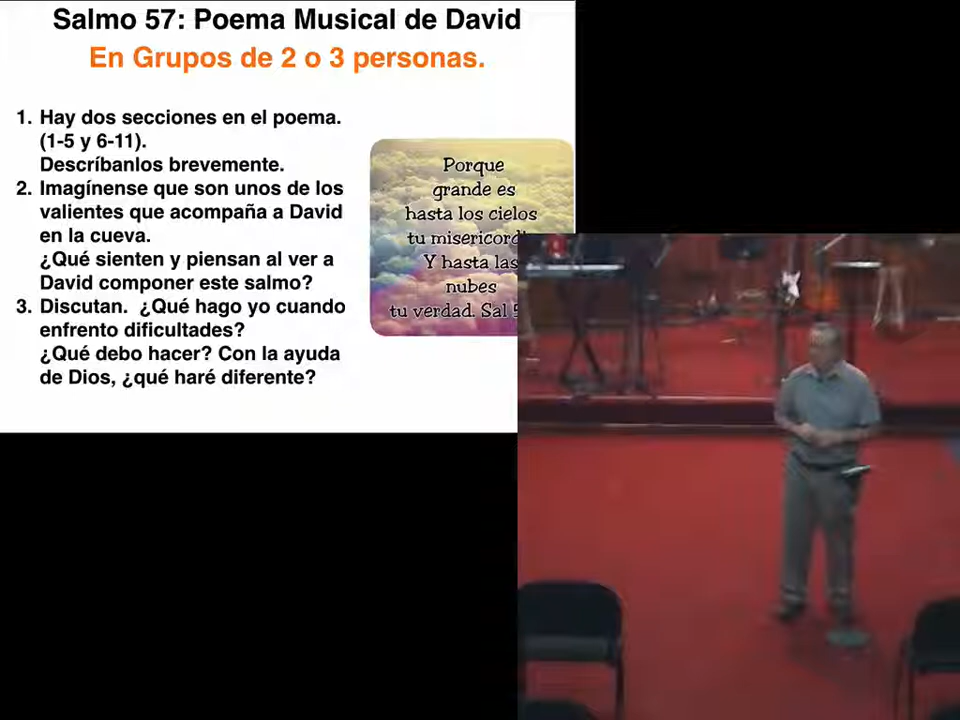 Salmo 57: Poema Musical de David
En Grupos de 2 o 3 personas.
1. Hay dos secciones en el poema.
(1-5 y 6-11).
Descríbanlos brevemente.
2. Imagínense que son unos de los
valientes que acompaña a David
en la cueva.
¿Qué sienten y piensan al ver a
David componer este salmo?
3. Discutan. ¿Qué hago yo cuando
enfrento dificultades?
¿Qué debo hacer? Con la ayuda
de Dios, ¿qué haré diferente?
Porque
grande es
hasta los cielos
tu
Y hasta las
nubes
tu verdad. Sal